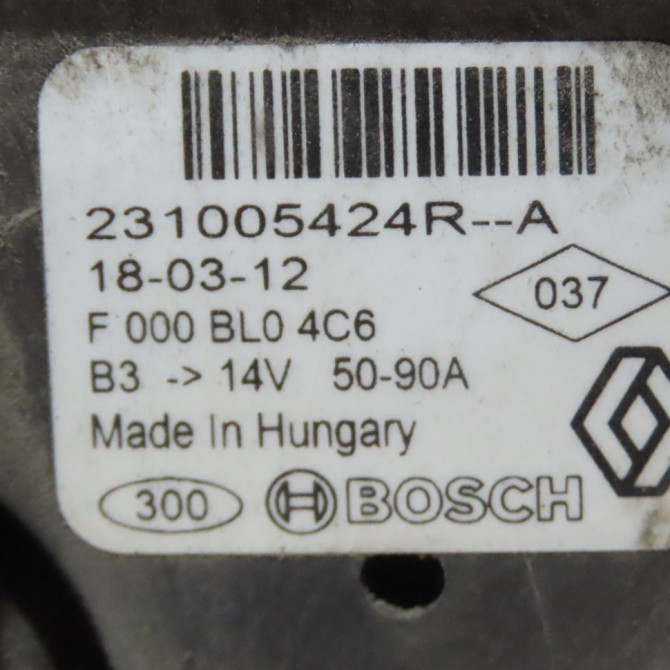 231005424R--A
18-03-12
037
F 000 BL0 4C6
B3 -> 14V 50-90A
Made In Hungary
300 BOSCH